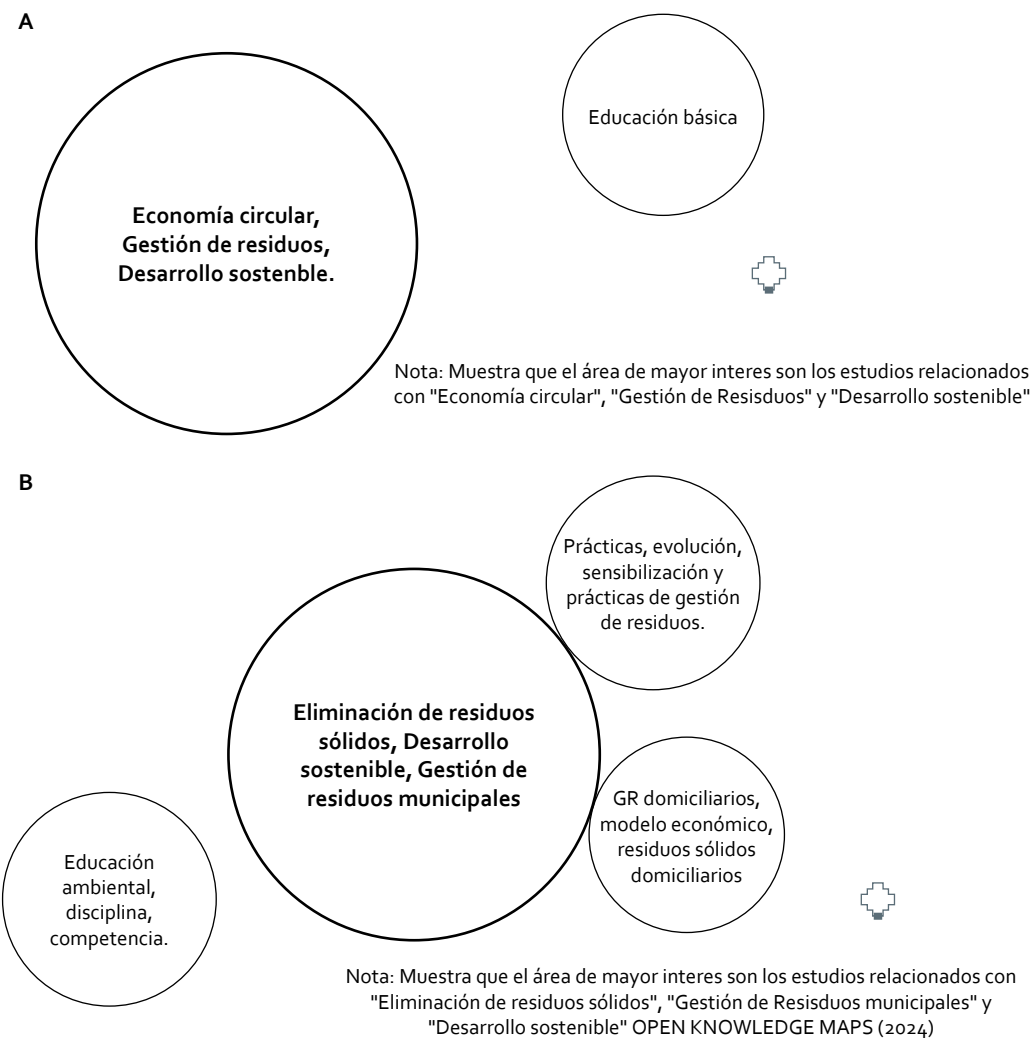 A
Educación básica
Economía circular,
Gestión de residuos,
Desarrollo sostenble.
Nota: Muestra que el área de mayor interes son los estudios relacionados
con "Economía circular", "Gestión de Resisduos" y "Desarrollo sostenible"
B
Prácticas, evolución,
sensibilización y
prácticas de gestión
de residuos.
Eliminación de residuos
sólidos, Desarrollo
sostenible, Gestión de
residuos municipales
GR domiciliarios,
modelo económico,
residuos sólidos
domiciliarios
Educación
ambiental,
disciplina,
competencia.
Nota: Muestra que el área de mayor interes son los estudios relacionados con
"Eliminación de residuos sólidos", "Gestión de Resisduos municipales" y
"Desarrollo sostenible" OPEN KNOWLEDGE MAPS (2024)